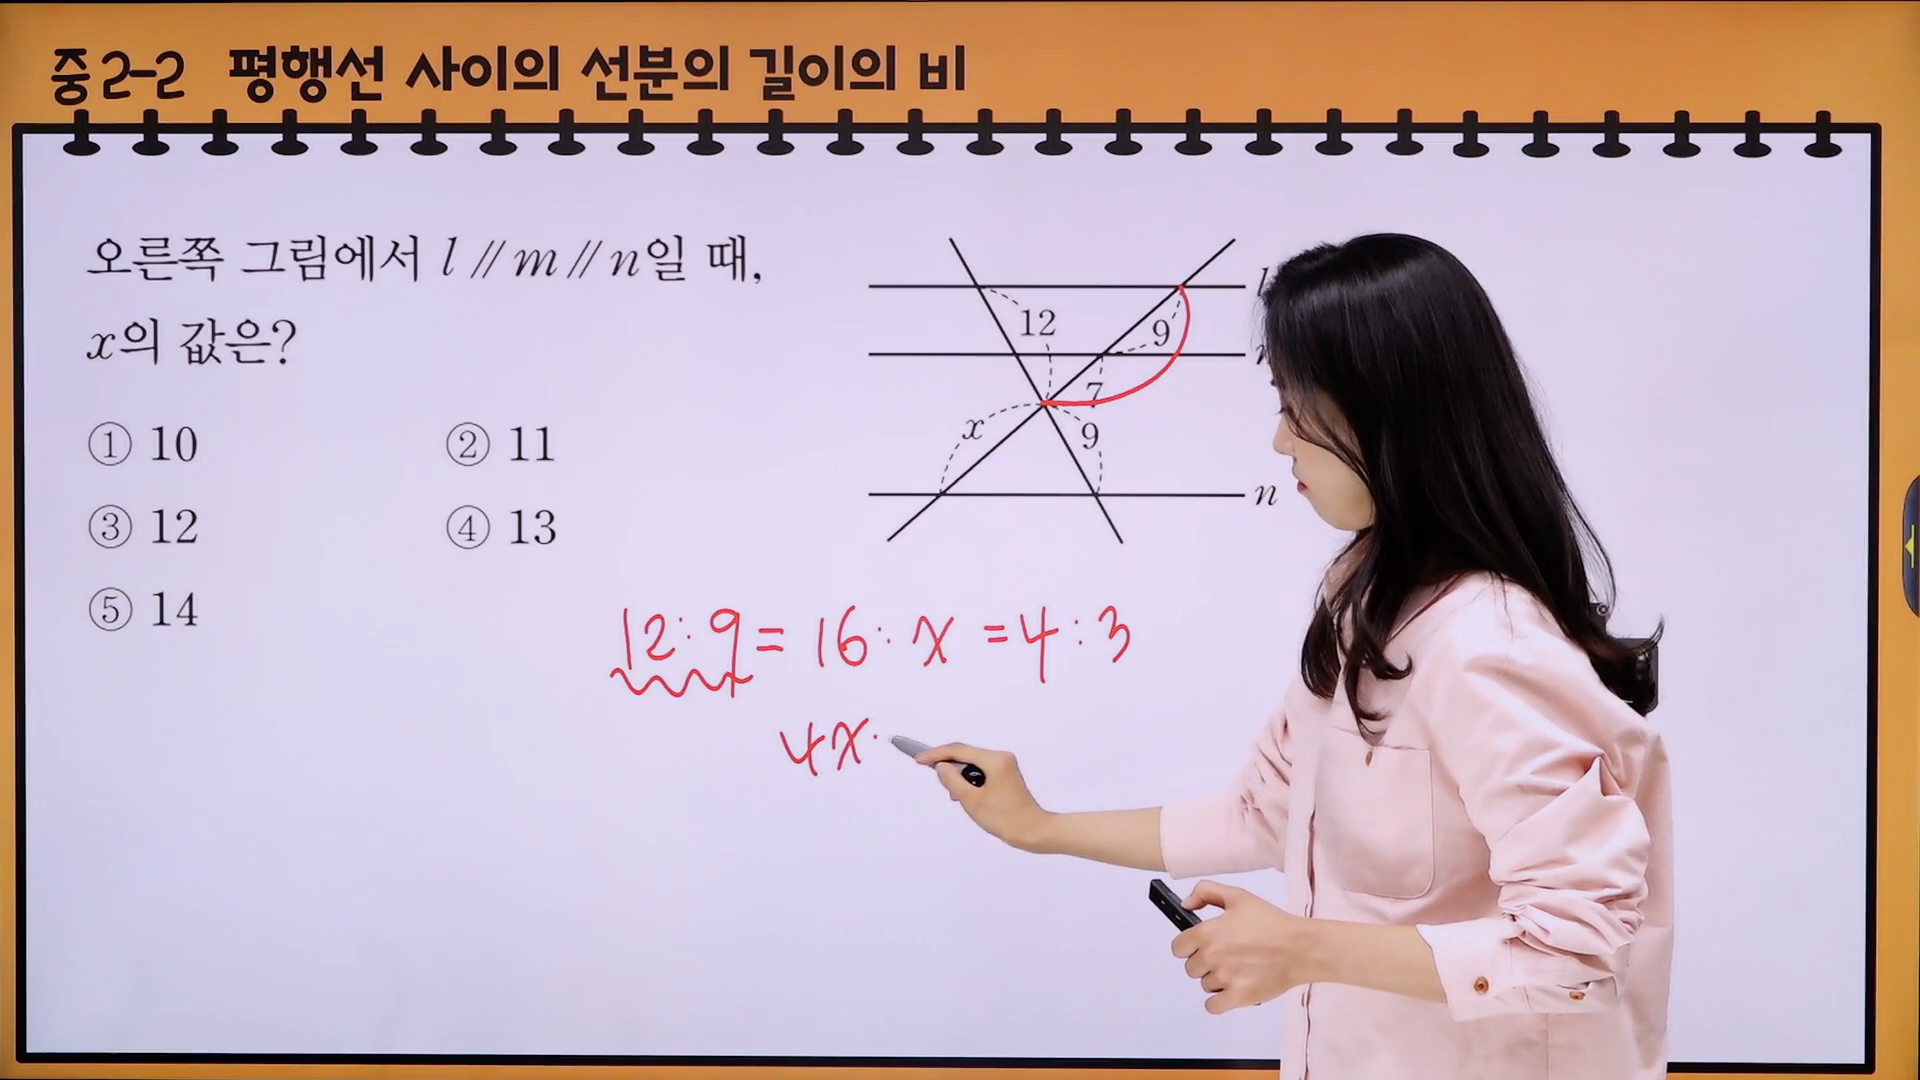 중 2-2 평행선 사이의 선분의 길이의 비
오른쪽 그림에서 l // m // n일 때,
x의 값은?
① 10
② 11
③ 12
④ 13
⑤ 14
12
9
7
x
9
n
12 : 9 = 16 : x = 4 : 3
4x